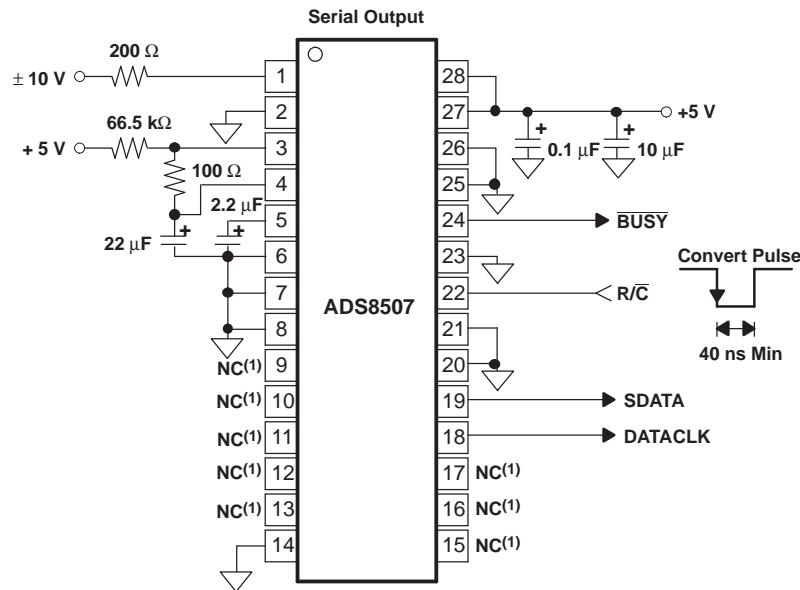 Serial Output
200 Ω
± 10 V
1
28
2
27
+5 V
66.5 kΩ
+ 5 V
3
26
0.1 μF
10 μF
100 Ω
4
25
2.2 μF
5
24
BUSY
22 μF
6
23
Convert Pulse
7
22
R/C
ADS8507
8
21
40 ns Min
NC(1)
9
20
NC(1)
10
19
SDATA
NC(1)
11
18
DATACLK
NC(1)
12
17
NC(1)
NC(1)
13
16
NC(1)
14
15
NC(1)
+
+
+
+